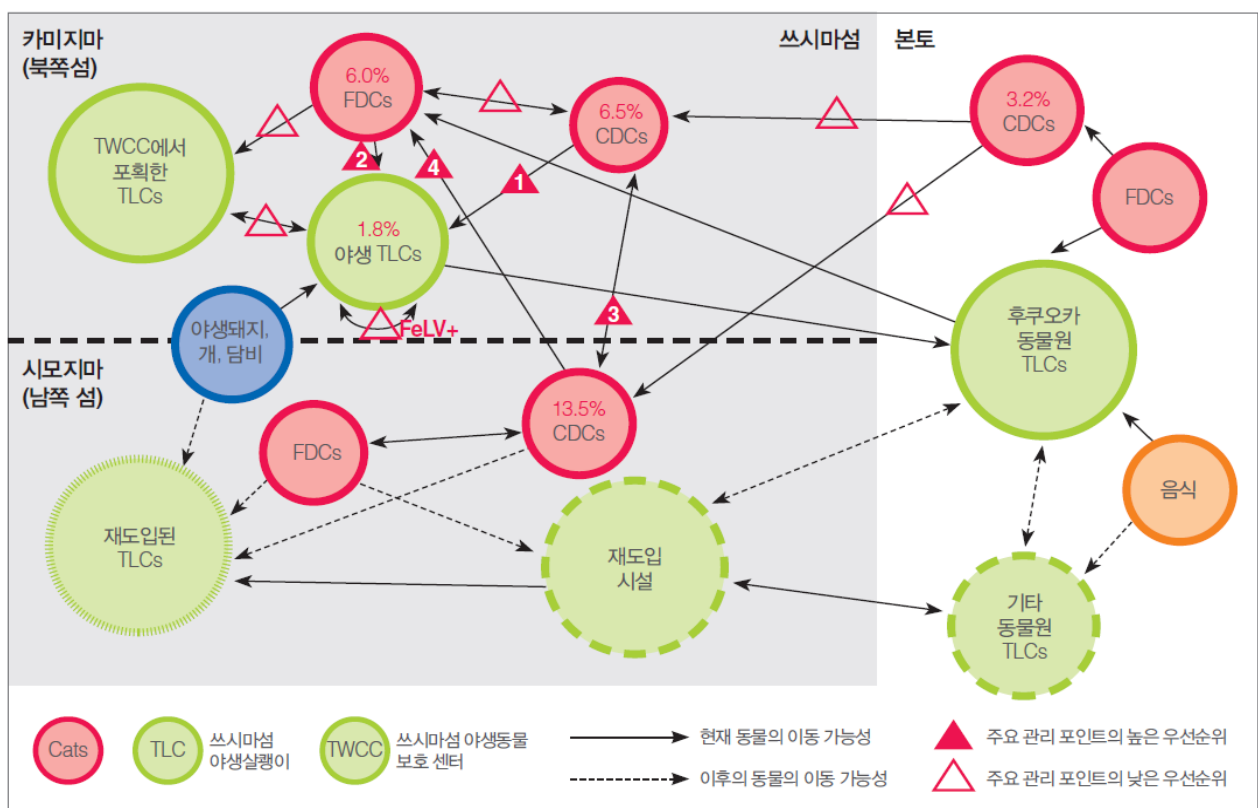 카미지마
(북쪽섬)
쓰시마섬
본토
6.0%
FDCs
6.5%
CDCs
3.2%
CDCs
FDCs
TWCC에서
포획한
TLCs
2
4
1
1.8%
야생 TLCs
FeLV+
3
야생돼지,
개, 담비
후쿠오카
동물원
TLCs
시모지마
(남쪽 섬)
FDCs
13.5%
CDCs
음식
재도입된
TLCs
재도입
시설
기타
동물원
TLCs
Cats
TLC
쓰시마섬
야생살쾡이
TWCC
쓰시마섬 야생동물
보호 센터
현재 동물의 이동 가능성
이후의 동물의 이동 가능성
주요 관리 포인트의 높은 우선순위
주요 관리 포인트의 낮은 우선순위